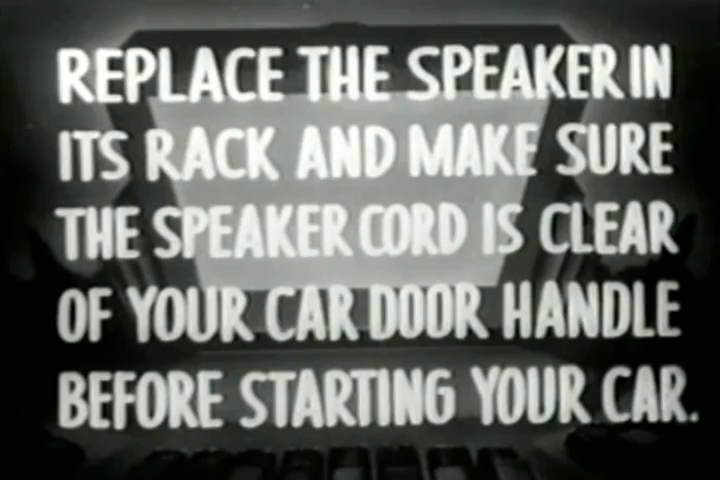 REPLACE THE SPEAKER IN
ITS RACK AND MAKE SURE
THE SPEAKER CORD IS CLEAR
OF YOUR CAR DOOR HANDLE
BEFORE STARTING YOUR CAR.